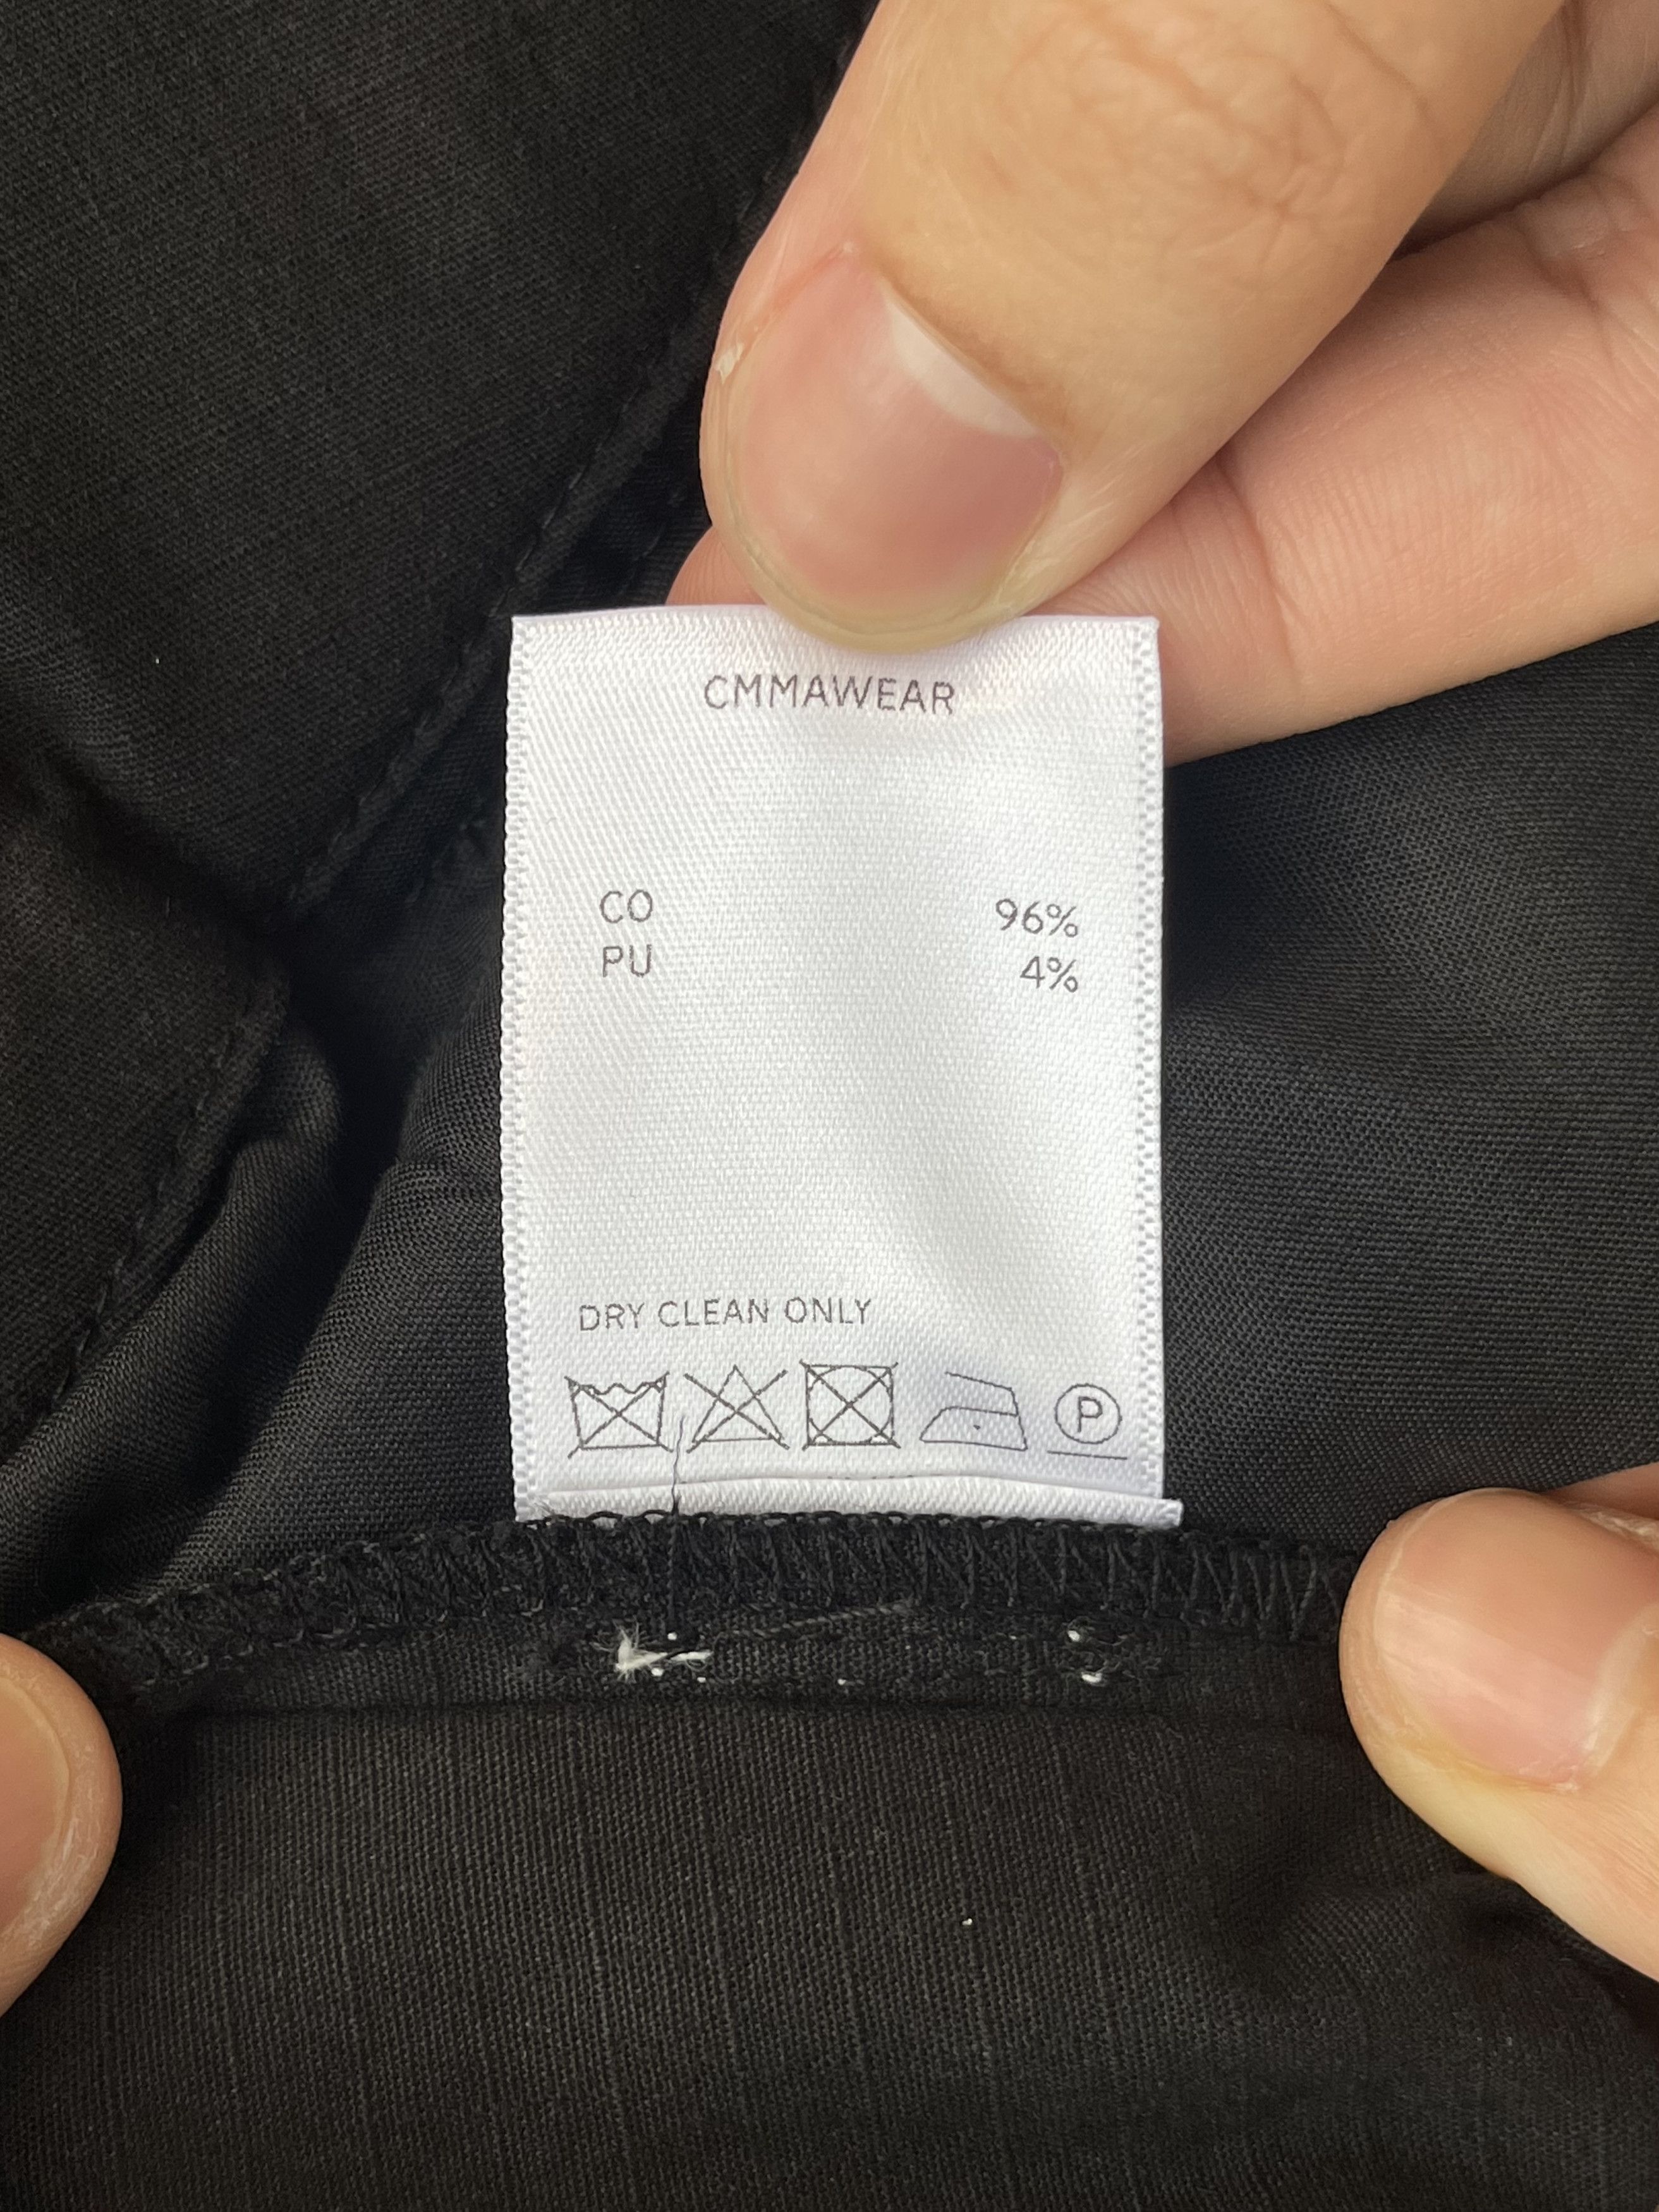 CMMAWEAR
CO 96%
PU 4%
DRY CLEAN ONLY
P